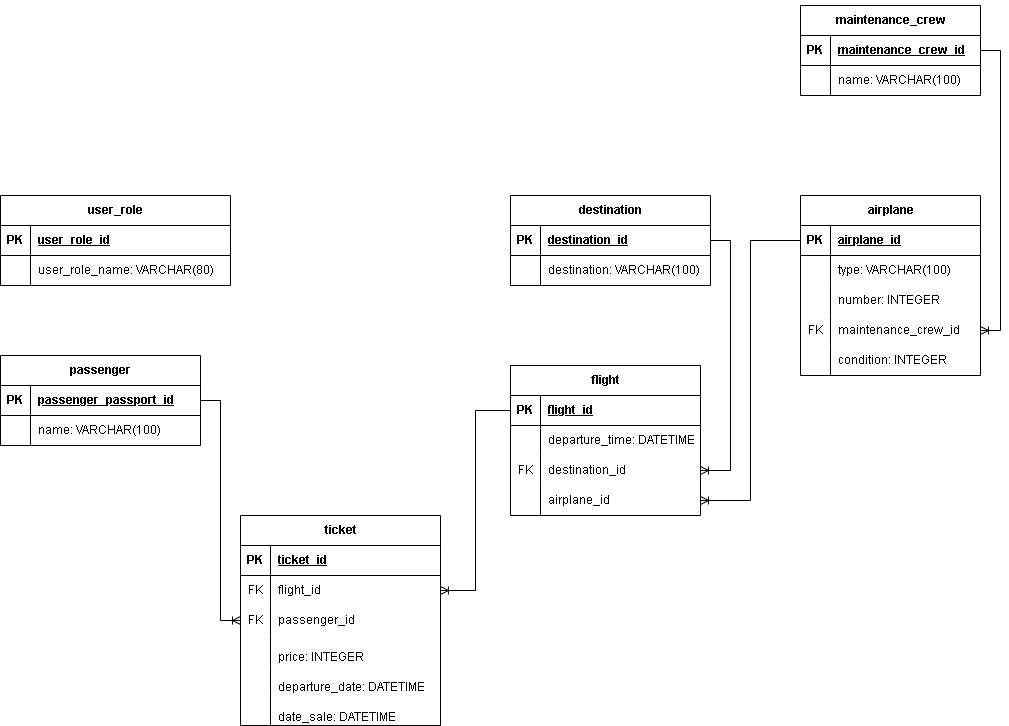 maintenance_crew
PK maintenance_crew_id
name: VARCHAR(100)
user_role
PK user_role_id
user_role_name: VARCHAR(80)
destination
PK destination_id
destination: VARCHAR(100)
airplane
PK airplane_id
type: VARCHAR(100)
number: INTEGER
FK maintenance_crew_id
condition: INTEGER
passenger
PK passenger_passport_id
name: VARCHAR(100)
flight
PK flight_id
departure_time: DATETIME
FK destination_id
airplane_id
ticket
PK ticket_id
FK flight_id
FK passenger_id
price: INTEGER
departure_date: DATETIME
date_sale: DATETIME